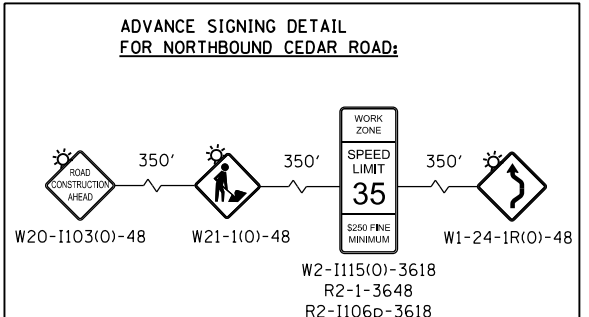 ADVANCE SIGNING DETAIL
FOR NORTHBOUND CEDAR ROAD:
ROAD
CONSTRUCTION
AHEAD
350'
350'
WORK
ZONE
SPEED
LIMIT
35
$250 FINE
MINIMUM
350'
W20-I103(O)-48
W21-1(O)-48
W1-24-1R(O)-48
W2-I115(O)-3618
R2-1-3648
R2-I106p-3618